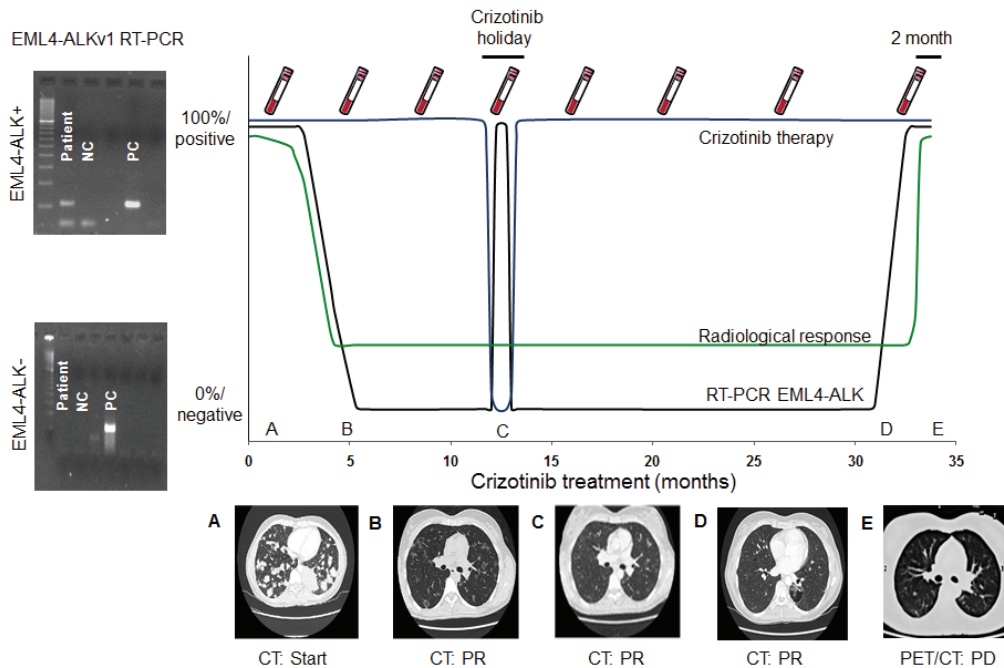 EML4-ALKv1 RT-PCR
EML4-ALK+
Patient
NC
PC
EML4-ALK-
Patient
NC
PC
Crizotinib
holiday
2 month
100%/
positive
Crizotinib therapy
Radiological response
0%/
negative
RT-PCR EML4-ALK
A B C D E
0 5 10 15 20 25 30 35
Crizotinib treatment (months)
A B C D E
CT: Start CT: PR CT: PR CT: PR PET/CT: PD